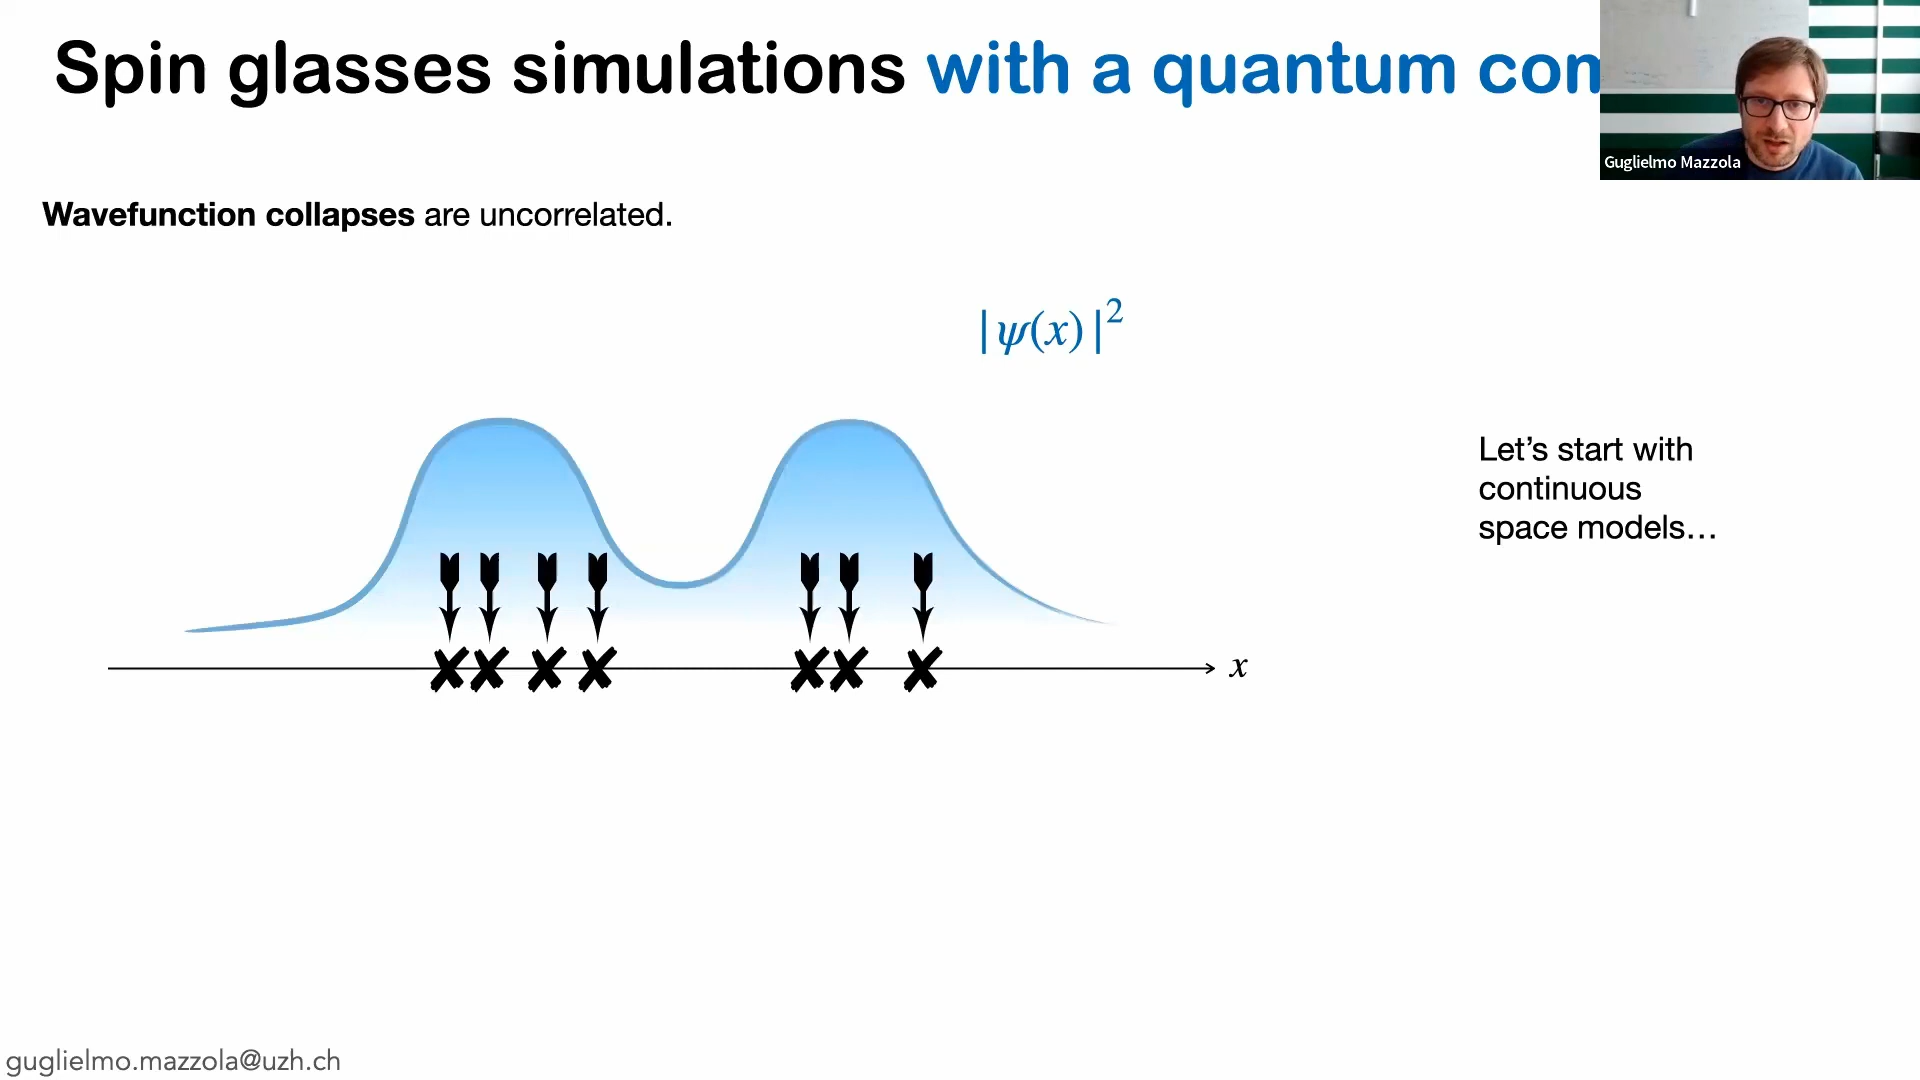 Spin glasses simulations with a quantum com
Guglielmo Mazzola
Wavefunction collapses are uncorrelated.
|ψ(x)|²
Let’s start with
continuous
space models…
x
guglielmo.mazzola@uzh.ch